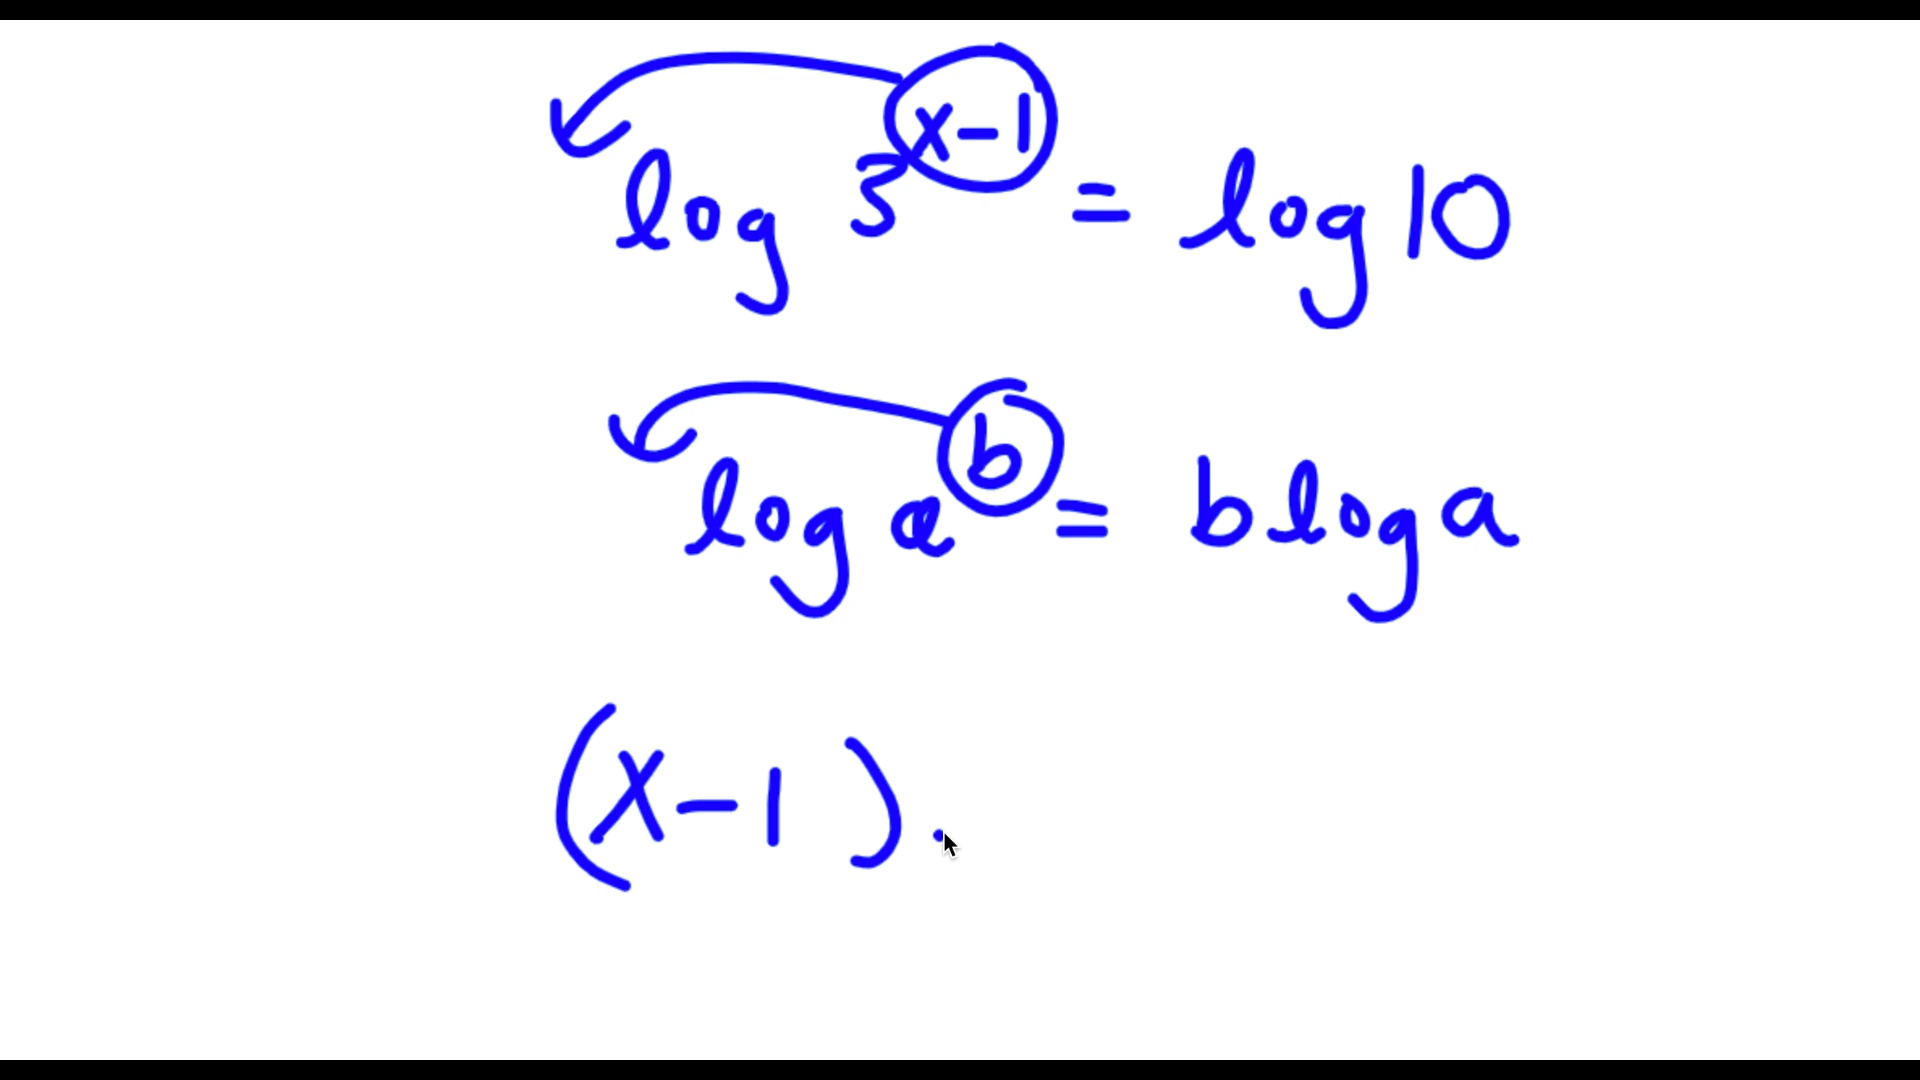 log 3^(x-1) = log 10
log a^b = b log a
(x-1).